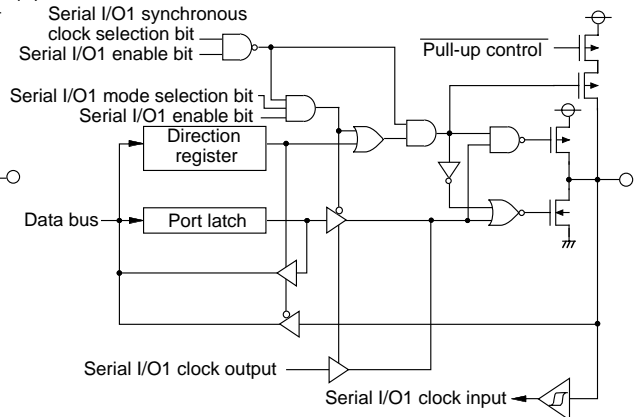 Serial I/O1 synchronous
clock selection bit
Serial I/O1 enable bit
Pull-up control
Serial I/O1 mode selection bit
Serial I/O1 enable bit
Direction
register
Data bus
Port latch
Serial I/O1 clock output
Serial I/O1 clock input